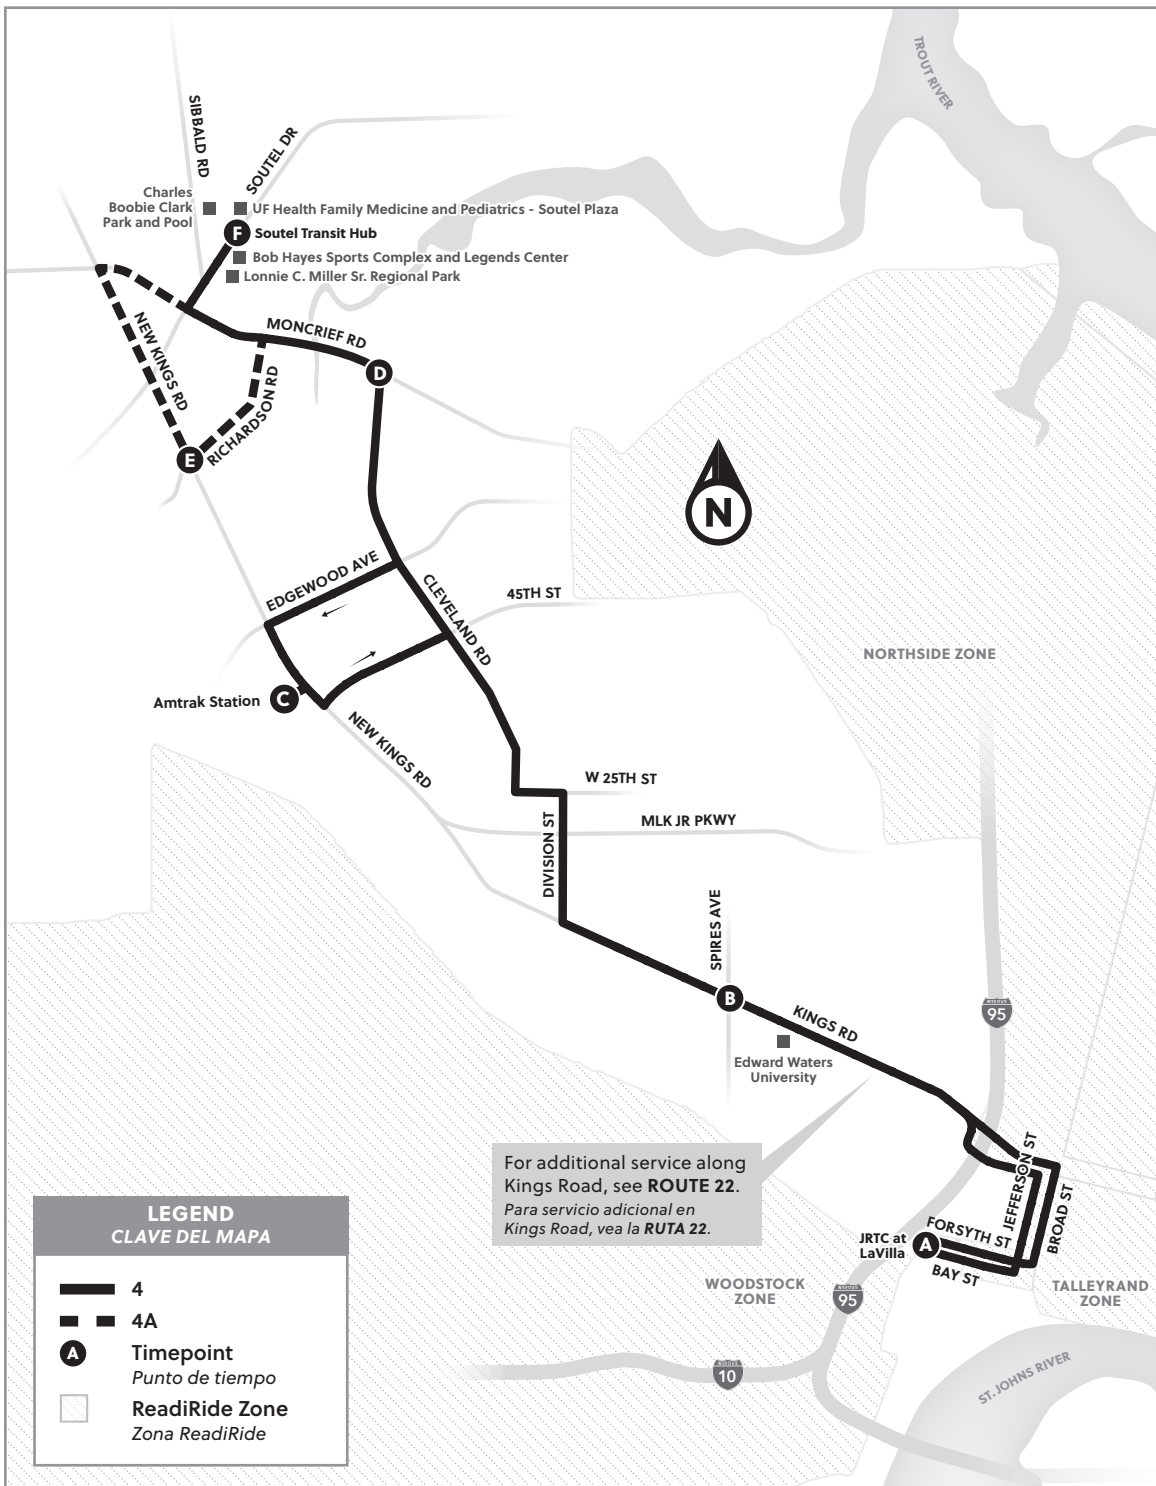 TROUT RIVER
SIBBALD RD
SOUTEL DR
Charles
Boobie Clark
Park and Pool
UF Health Family Medicine and Pediatrics - Soutel Plaza
F
Soutel Transit Hub
Bob Hayes Sports Complex and Legends Center
Lonnie C. Miller Sr. Regional Park
NEW KINGS RD
MONCRIEF RD
D
RICHARDSON RD
E
N
EDGEWOOD AVE
CLEVELAND RD
45TH ST
NORTHSIDE ZONE
Amtrak Station
C
NEW KINGS RD
W 25TH ST
MLK JR PKWY
DIVISION ST
SPIRES AVE
B
KINGS RD
95
Edward Waters
University
For additional service along
Kings Road, see ROUTE 22.
Para servicio adicional en
Kings Road, vea la RUTA 22.
JEFFERSON ST
BROAD ST
FORSYTH ST
JRTC at
LaVilla
A
BAY ST
WOODSTOCK
ZONE
95
TALLEYRAND
ZONE
10
ST. JOHNS RIVER
LEGEND
CLAVE DEL MAPA
4
4A
A
Timepoint
Punto de tiempo
ReadiRide Zone
Zona ReadiRide